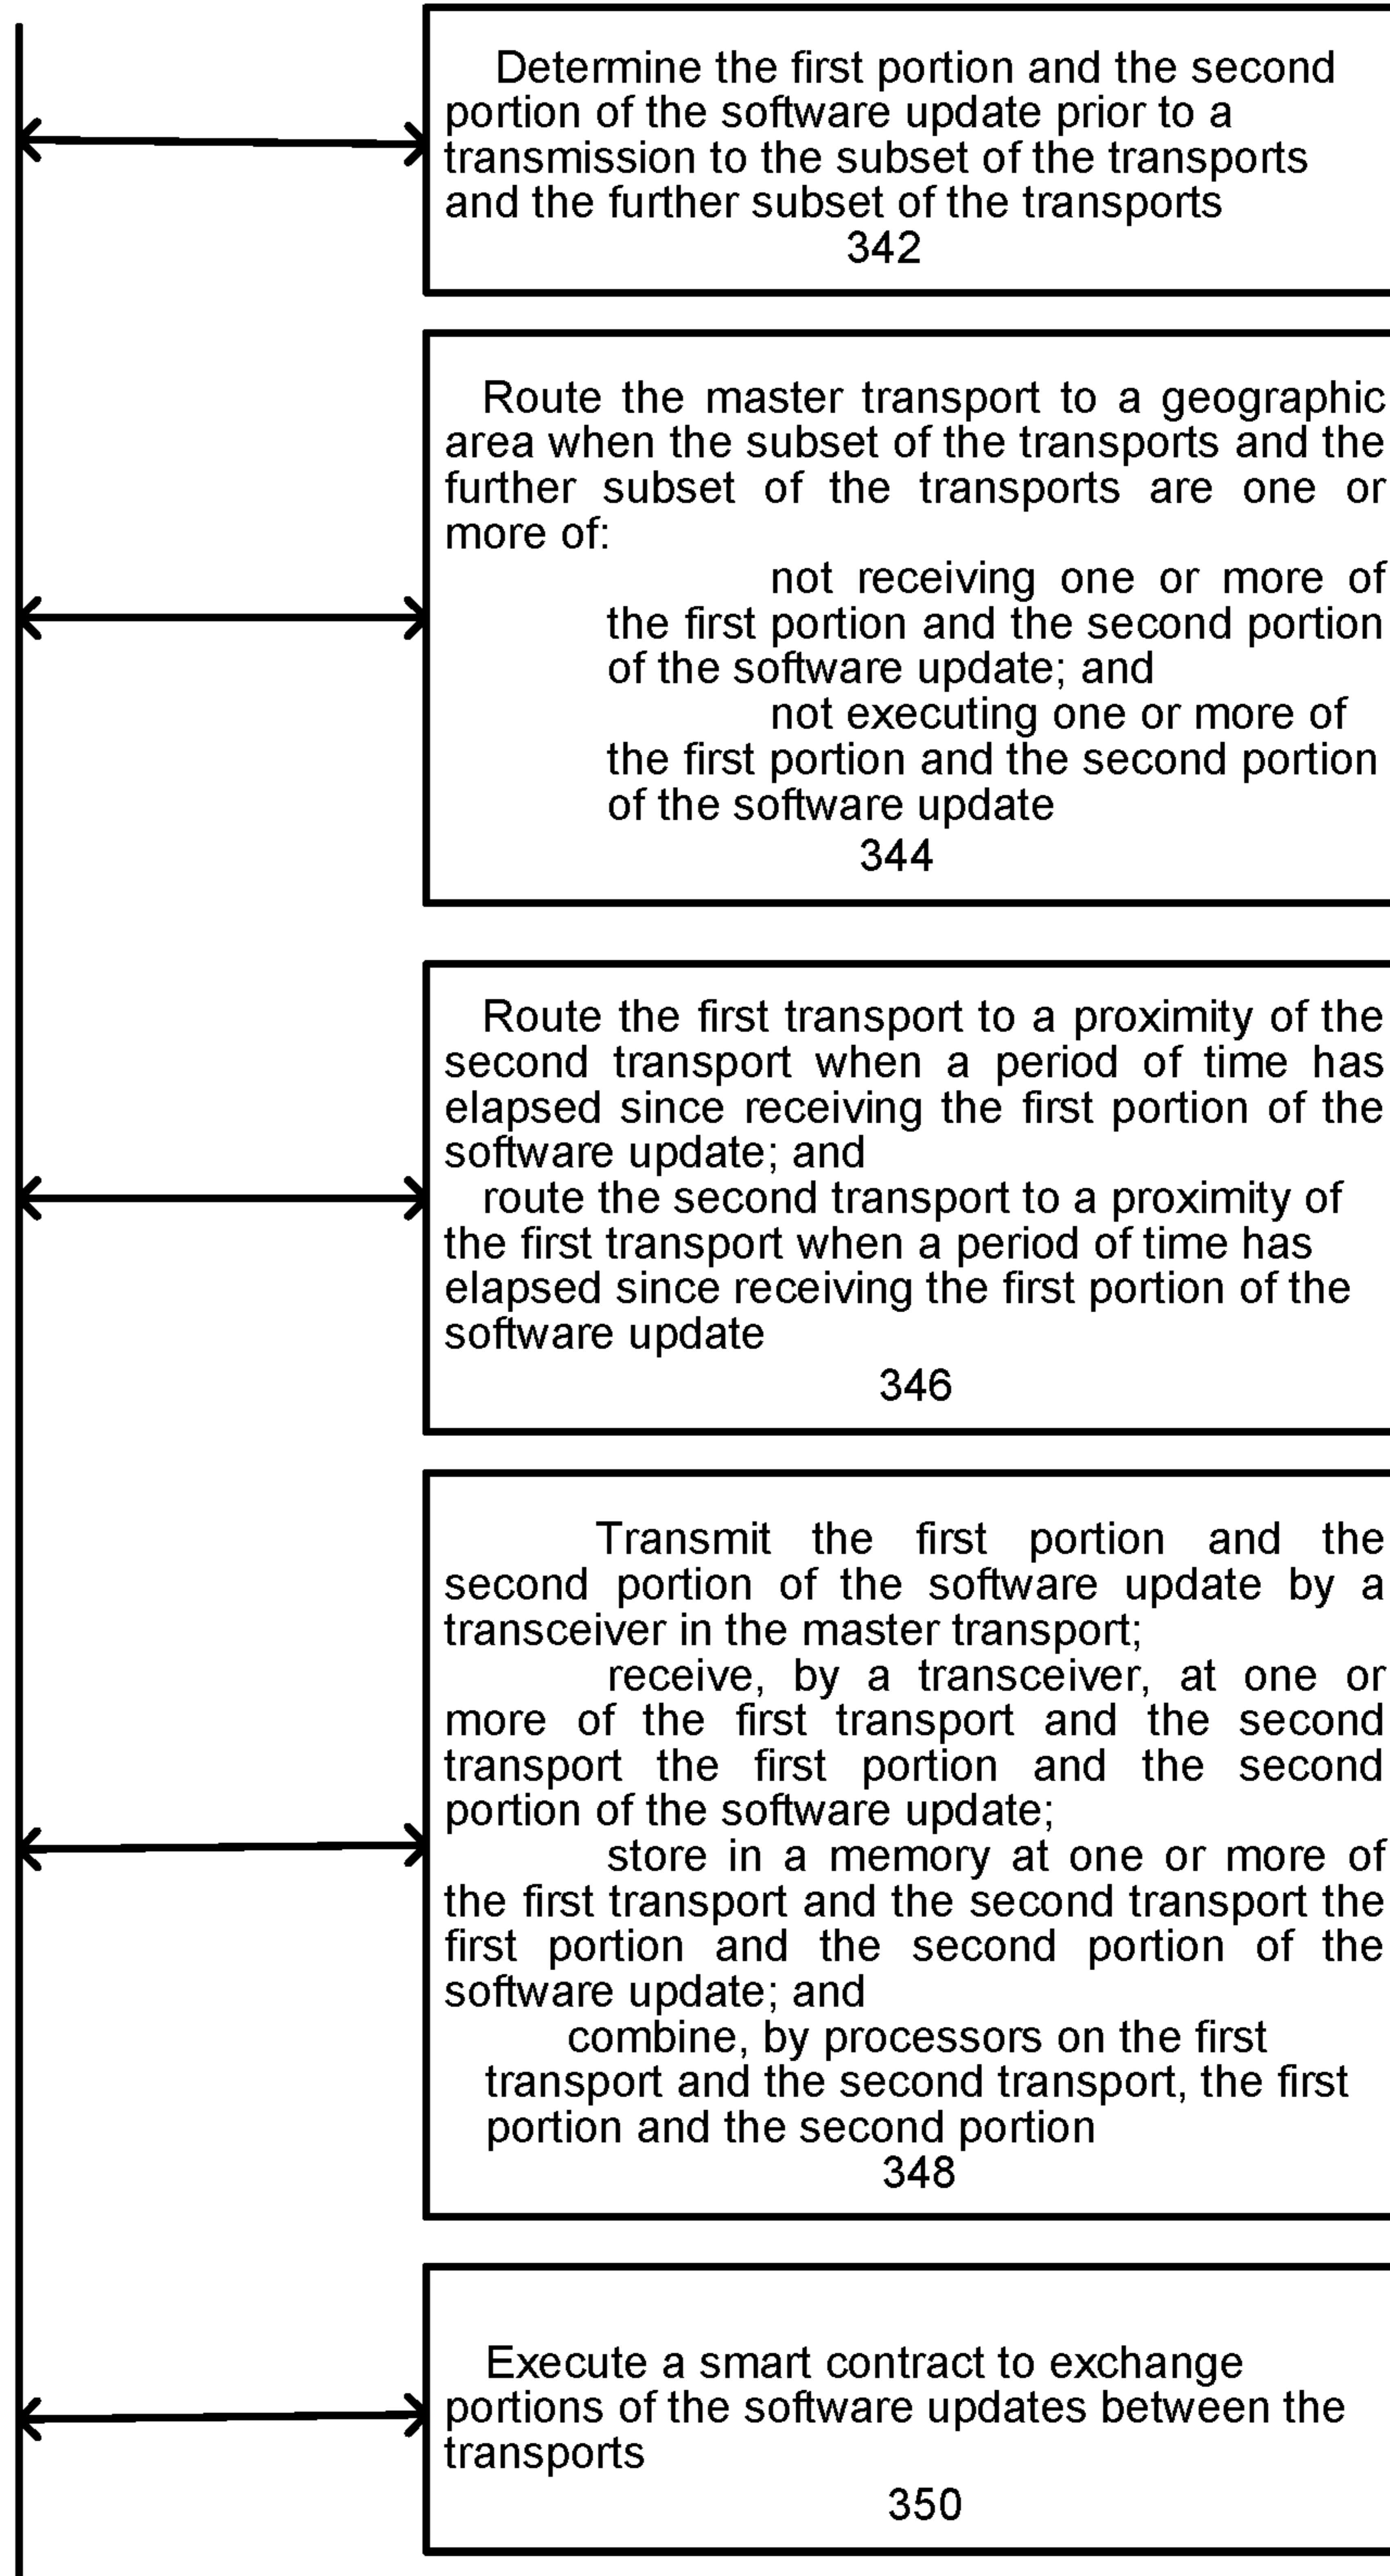 Determine the first portion and the second
portion of the software update prior to a
transmission to the subset of the transports
and the further subset of the transports
342
Route the master transport to a geographic
area when the subset of the transports and the
further subset of the transports are one or
more of:
not receiving one or more of
the first portion and the second portion
of the software update; and
not executing one or more of
the first portion and the second portion
of the software update
344
Route the first transport to a proximity of the
second transport when a period of time has
elapsed since receiving the first portion of the
software update; and
route the second transport to a proximity of
the first transport when a period of time has
elapsed since receiving the first portion of the
software update
346
Transmit the first portion and the
second portion of the software update by a
transceiver in the master transport;
receive, by a transceiver, at one or
more of the first transport and the second
transport the first portion and the second
portion of the software update;
store in a memory at one or more of
the first transport and the second transport the
first portion and the second portion of the
software update; and
combine, by processors on the first
transport and the second transport, the first
portion and the second portion
348
Execute a smart contract to exchange
portions of the software updates between the
transports
350